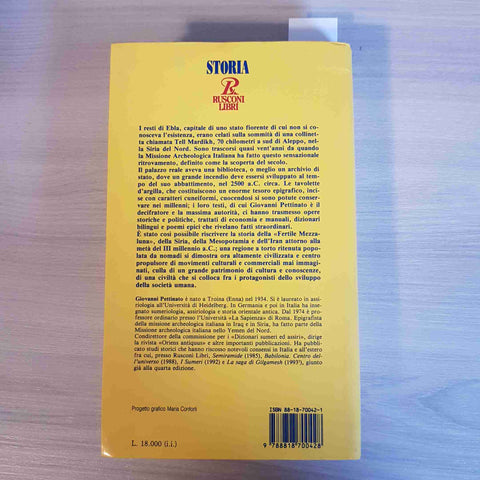 STORIA
R
RUSCONI
LIBRI
I resti di Ebla, capitale di uno stato fiorente di cui non si co-
nosceva l'esistenza, erano celati sulla sommità di una collinet-
ta chiamata Tell Mardikh, 70 chilometri a sud di Aleppo, nel-
la Siria del Nord. Sono trascorsi quasi vent'anni da quando
la Missione Archeologica Italiana ha fatto questo sensazionale
ritrovamento, definito come la scoperta del secolo.
Il palazzo reale aveva una biblioteca, o meglio un archivio di
stato, dove un grande incendio deve essersi sviluppato al tem-
po del suo abbattimento, nel 2500 a.C. circa. Le tavolette
d'argilla, che costituiscono un enorme tesoro epigrafico, inci-
se con caratteri cuneiformi, cuocendosi si sono potute conser-
vare nei millenni; i loro testi, di cui Giovanni Pettinato è il
decifratore e la massima autorità, ci hanno trasmesso opere
storiche e politiche, trattati di economia e manuali, dizionari
bilingui e poemi epici che rivelano fatti straordinari.
È stato così possibile riscrivere la storia della «Fertile Mezza-
luna», della Siria, della Mesopotamia e dell'Iran attorno alla
metà del III millennio a.C.; una regione a torto ritenuta popo-
lata da nomadi si dimostra ora altamente civilizzata e centro
propulsore di movimenti culturali e commerciali mai immagi-
nati, culla di un grande patrimonio di cultura e conoscenze,
di una civiltà che si colloca fra i protagonisti dello sviluppo
della società umana.
Giovanni Pettinato è nato a Troina (Enna) nel 1934. Si è laureato in assi-
riologia all'Università di Heidelberg. In Germania e poi in Italia ha inse-
gnato sumerologia, assiriologia e storia orientale antica. Dal 1974 è pro-
fessore ordinario presso l'Università «La Sapienza» di Roma. Epigrafista
della missione archeologica italiana in Iraq e in Siria, ha fatto parte della
Missione archeologica italiana nello Yemen del Nord.
Condirettore della commissione per i «Dizionari sumeri ed assiri», dirige
la rivista «Oriens antiquus» e altre importanti pubblicazioni. Ha pubbli-
cato studi storici che hanno riscosso notevoli consensi in Italia e all'estero
fra cui, presso Rusconi Libri, Semiramide (1985), Babilonia. Centro del-
l'universo (1988), I Sumeri (1992) e La saga di Gilgamesh (1993²), giunto
già alla quarta edizione.
Progetto grafico Maria Conforti
ISBN 88-18-70042-1
L. 18.000 (i.i.)
9 788818 700428